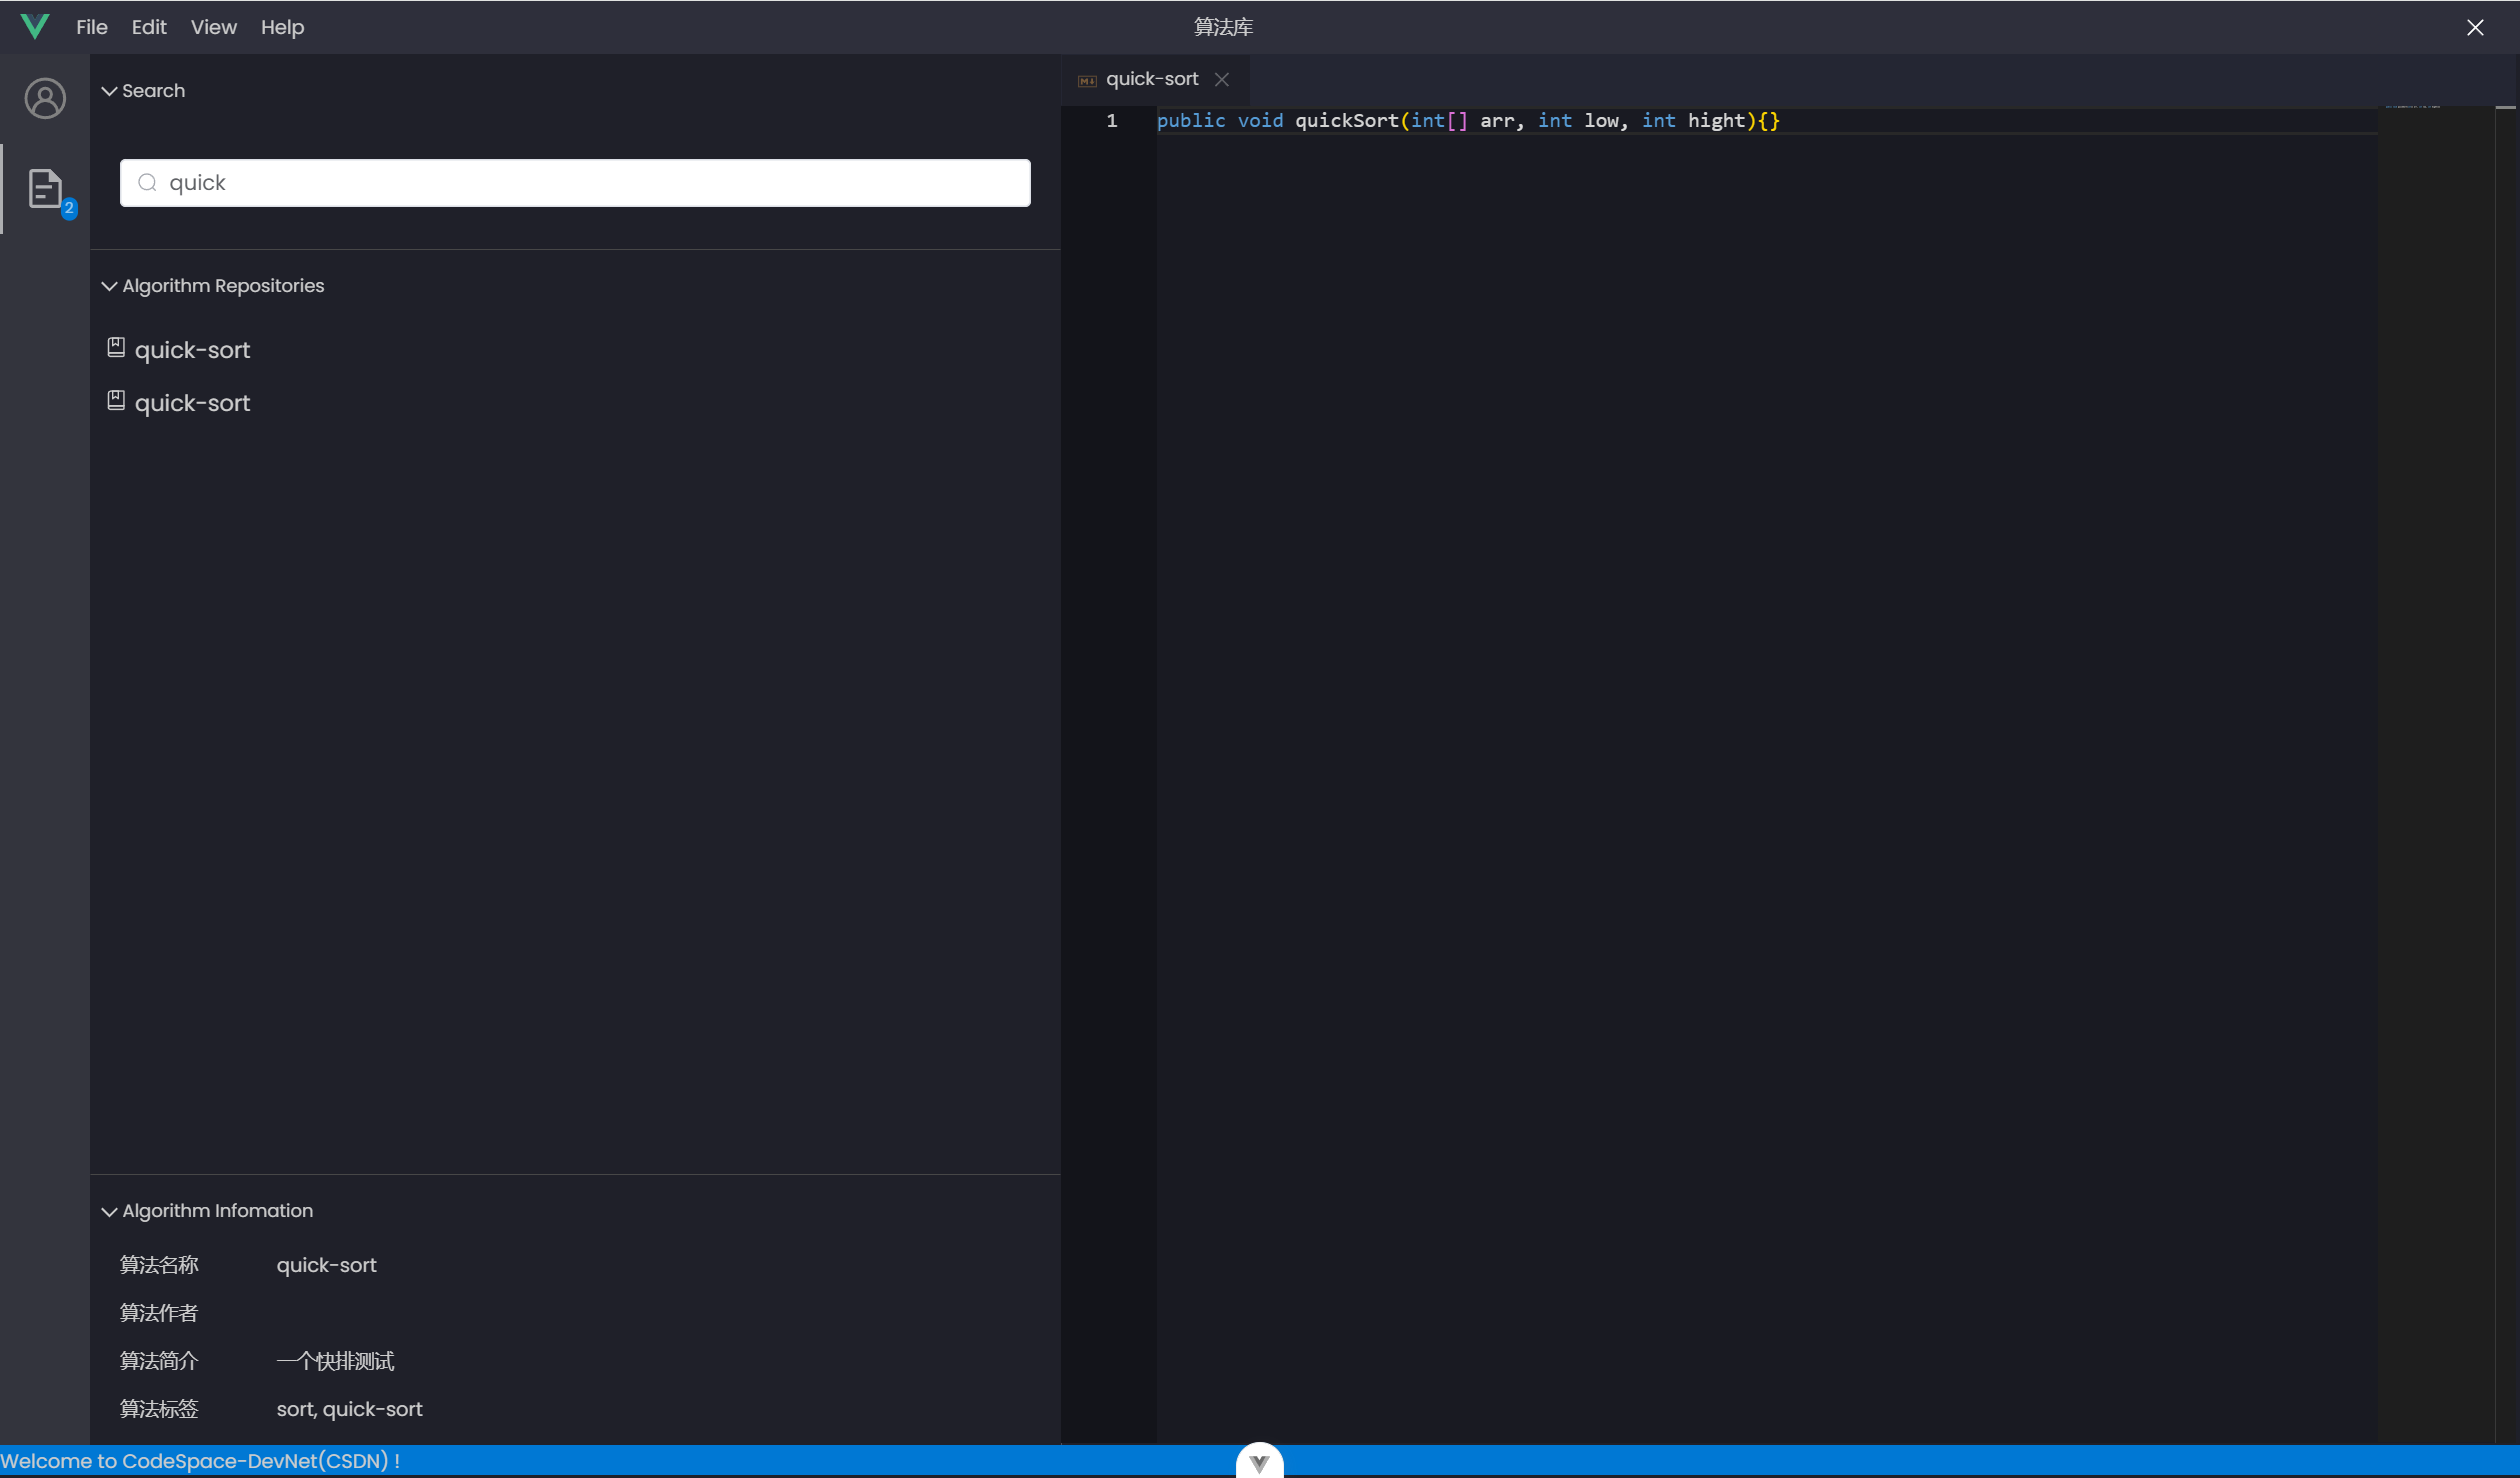 File Edit View Help
算法库
Search
quick
2
Algorithm Repositories
quick-sort
quick-sort
Algorithm Infomation
算法名称 quick-sort
算法作者
算法简介 一个快排测试
算法标签 sort, quick-sort
M↓ quick-sort
1 public void quickSort(int[] arr, int low, int hight){}
Welcome to CodeSpace-DevNet(CSDN) !